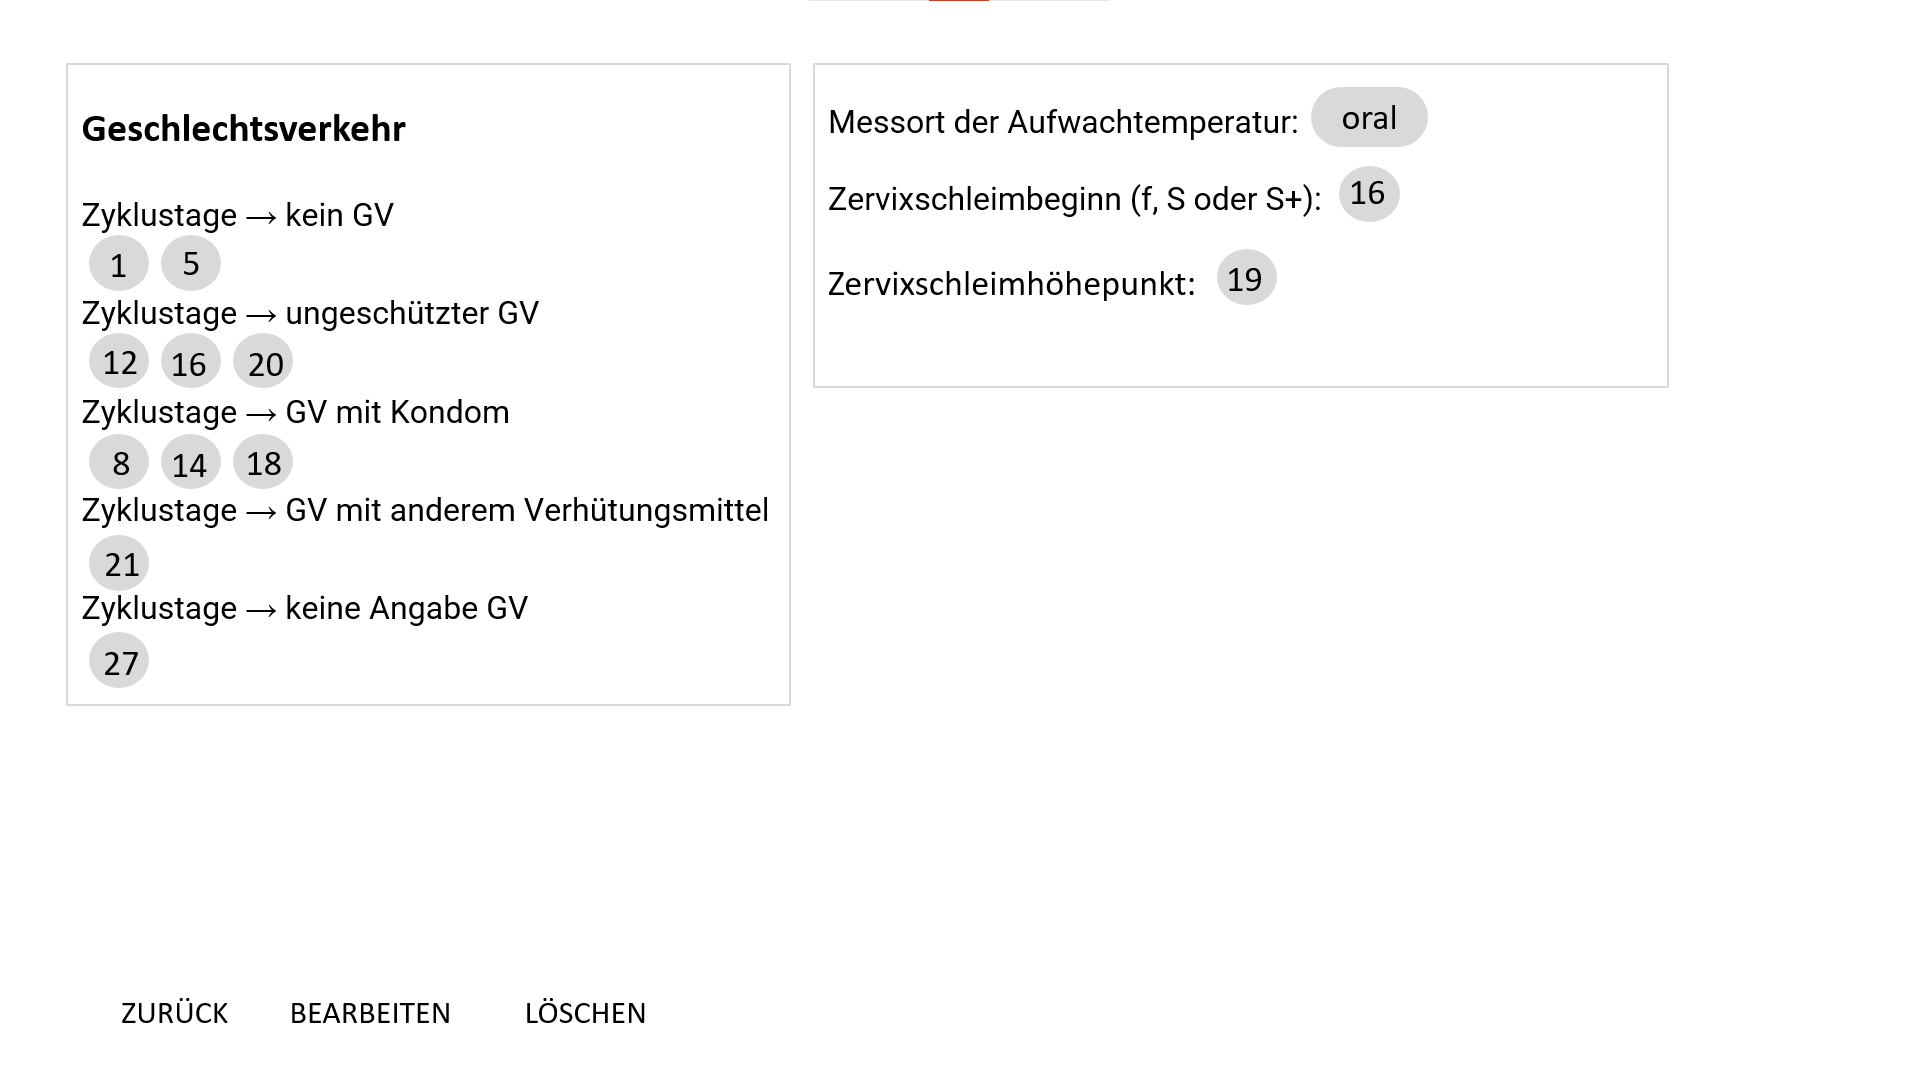 Geschlechtsverkehr
Zyklustage → kein GV
1 5
Zyklustage → ungeschützter GV
12 16 20
Zyklustage → GV mit Kondom
8 14 18
Zyklustage → GV mit anderem Verhütungsmittel
21
Zyklustage → keine Angabe GV
27
Messort der Aufwachtemperatur: oral
Zervixschleimbeginn (f, S oder S+): 16
Zervixschleimhöhepunkt: 19
ZURÜCK BEARBEITEN LÖSCHEN